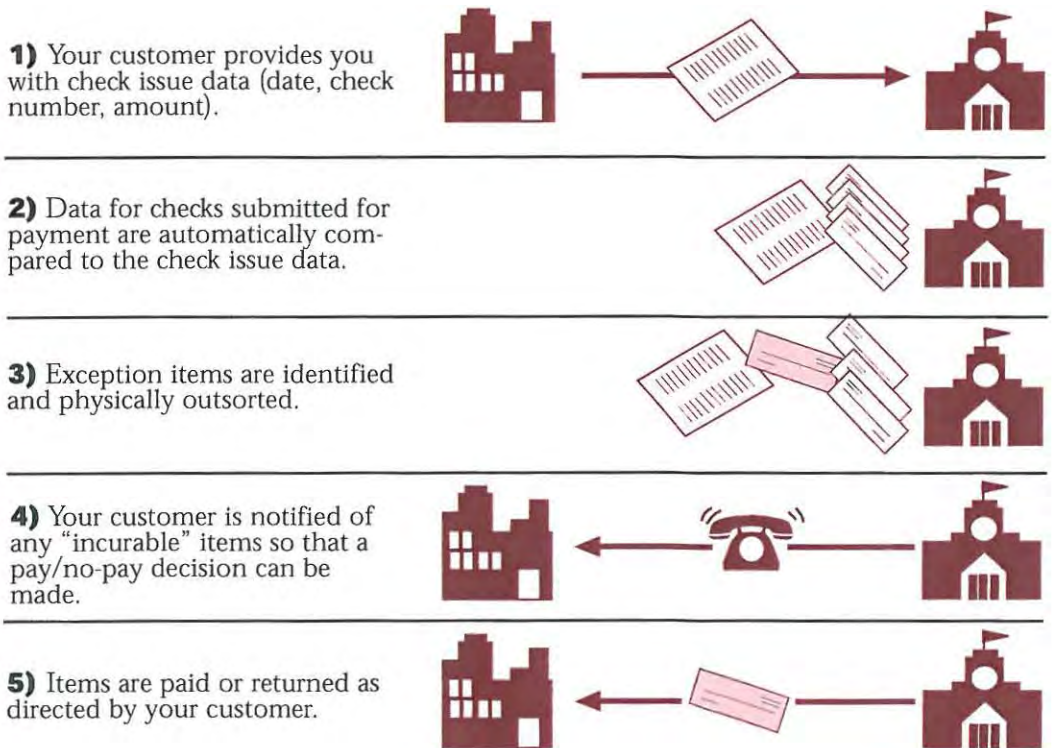 1) Your customer provides you
with check issue data (date, check
number, amount).
2) Data for checks submitted for
payment are automatically com-
pared to the check issue data.
3) Exception items are identified
and physically outsorted.
4) Your customer is notified of
any “incurable” items so that a
pay/no-pay decision can be
made.
5) Items are paid or returned as
directed by your customer.